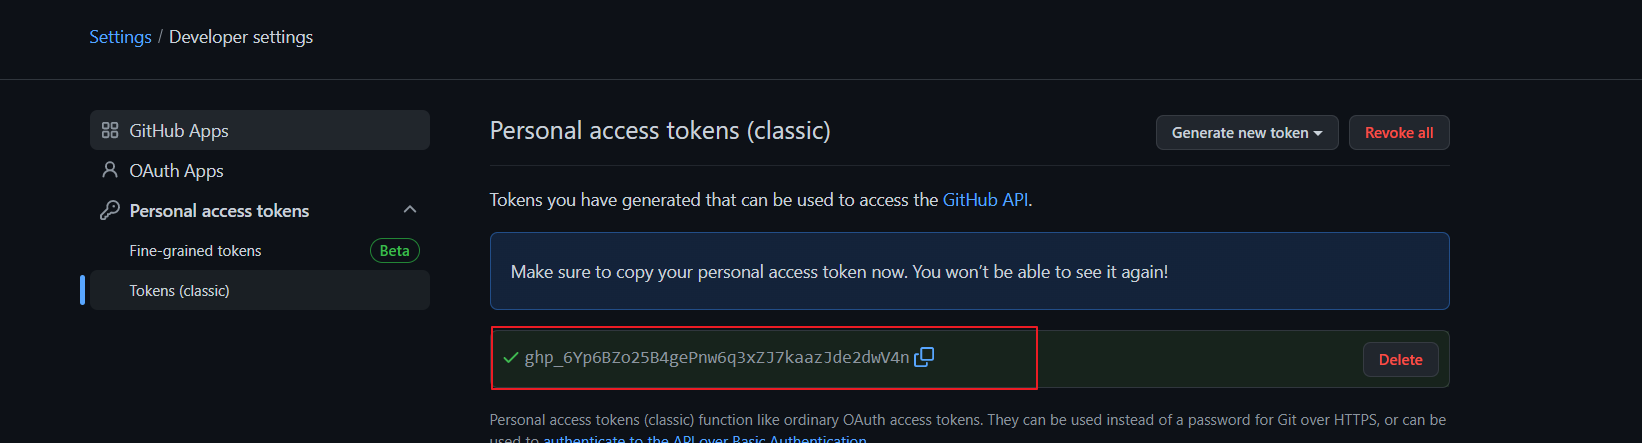 Settings / Developer settings
GitHub Apps
OAuth Apps
Personal access tokens
Fine-grained tokens Beta
Tokens (classic)
Personal access tokens (classic)
Generate new token
Revoke all
Tokens you have generated that can be used to access the GitHub API.
Make sure to copy your personal access token now. You won't be able to see it again!
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
Delete
Personal access tokens (classic) function like ordinary OAuth access tokens. They can be used instead of a password for Git over HTTPS, or can be
used to authenticate to the API over Basic Authentication.